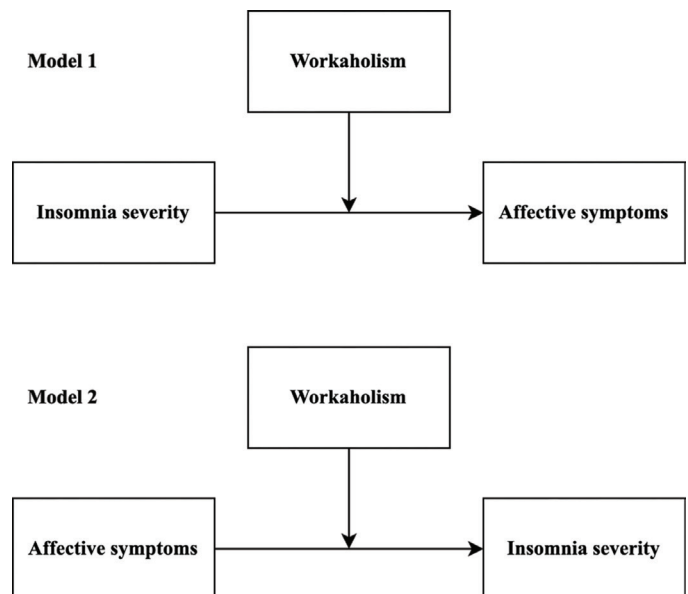 Model 1
Workaholism
Insomnia severity
Affective symptoms
Model 2
Workaholism
Affective symptoms
Insomnia severity